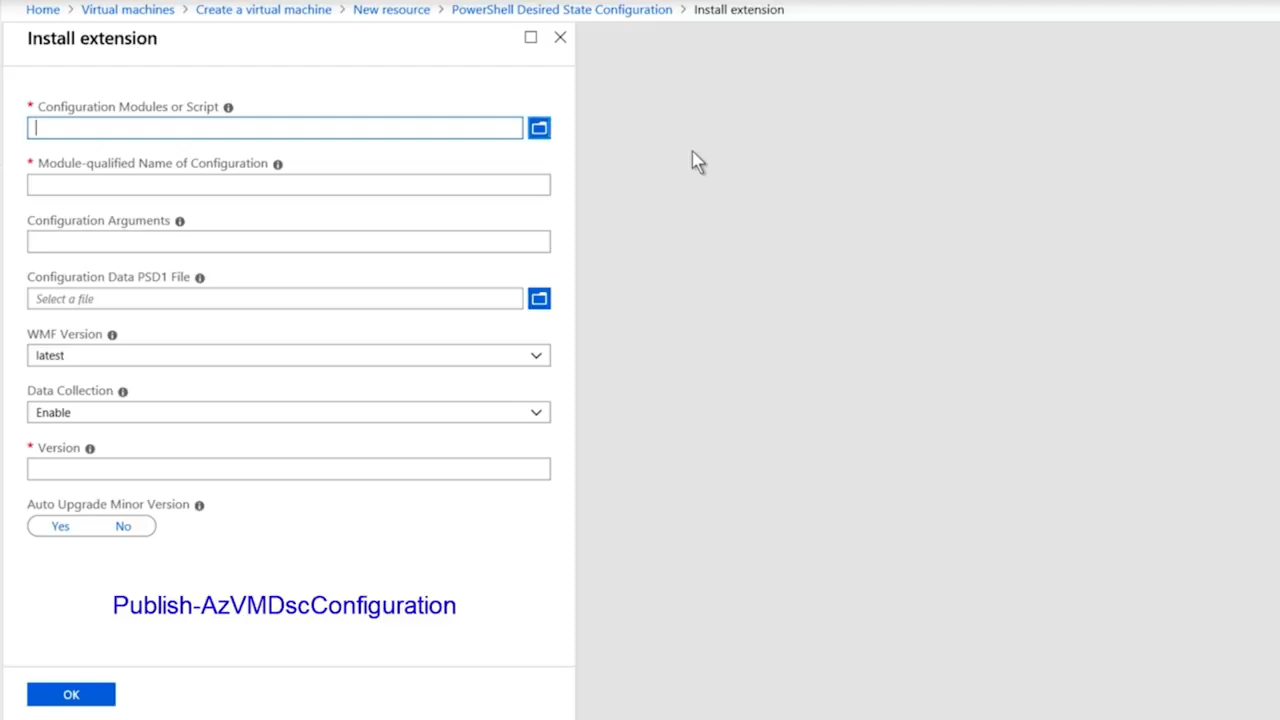 Home > Virtual machines > Create a virtual machine > New resource > PowerShell Desired State Configuration > Install extension
Install extension
* Configuration Modules or Script
* Module-qualified Name of Configuration
Configuration Arguments
Configuration Data PSD1 File
Select a file
WMF Version
latest
Data Collection
Enable
* Version
Auto Upgrade Minor Version
Yes No
Publish-AzVMDscConfiguration
OK